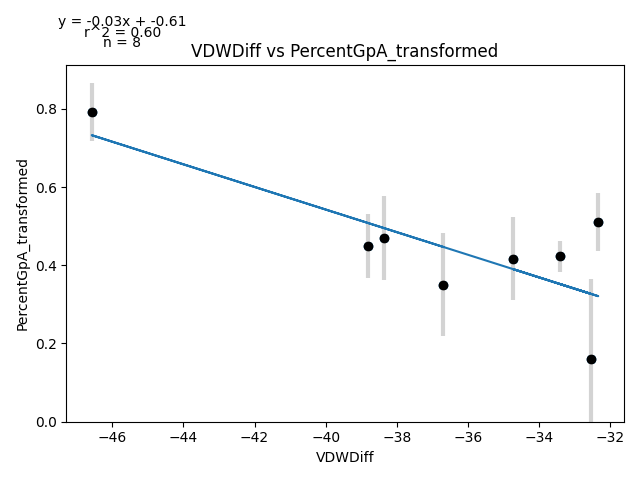 y = -0.03x + -0.61
r^2 = 0.60
n = 8
VDWDiff vs PercentGpA_transformed
PercentGpA_transformed
0.8
0.6
0.4
0.2
0.0
−46
−44
−42
−40
−38
−36
−34
−32
VDWDiff